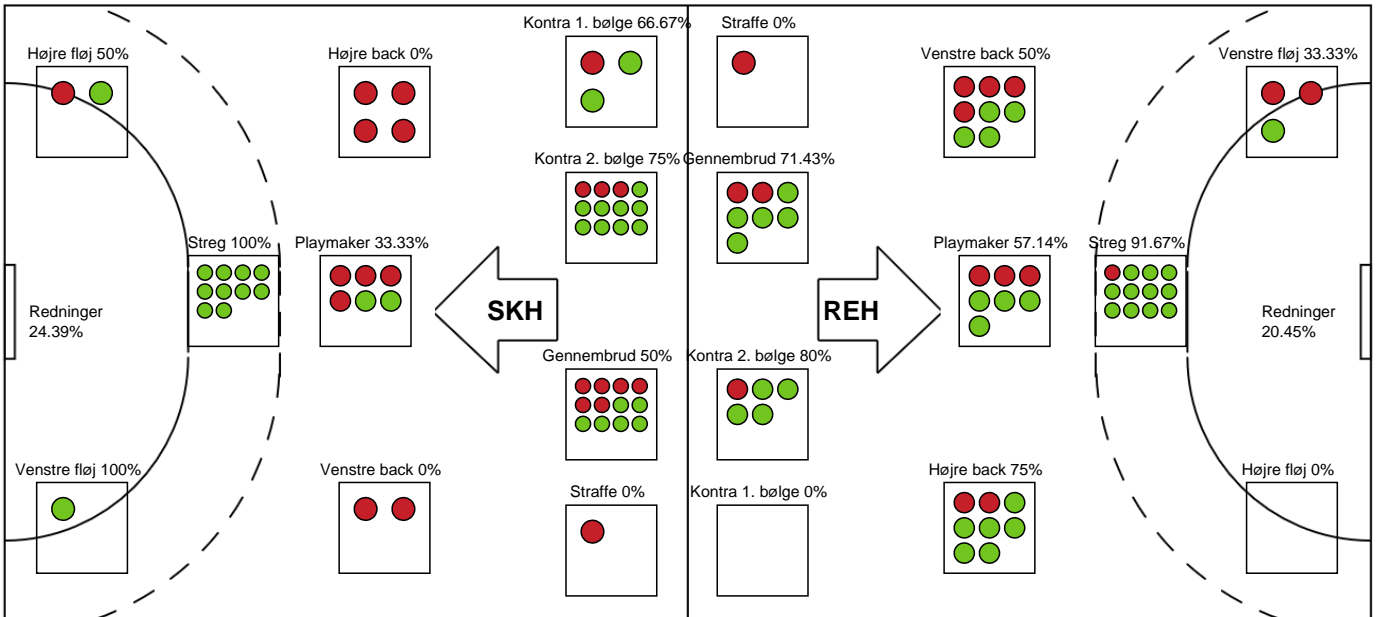 Kontra 1. bølge 66.67%
Straffe 0%
Højre fløj 50%
Højre back 0%
Venstre back 50%
Venstre fløj 33.33%
Kontra 2. bølge 75%
Gennembrud 71.43%
Streg 100%
Playmaker 33.33%
Playmaker 57.14%
Streg 91.67%
Redninger
24.39%
SKH
REH
Redninger
20.45%
Gennembrud 50%
Kontra 2. bølge 80%
Venstre fløj 100%
Venstre back 0%
Højre back 75%
Højre fløj 0%
Straffe 0%
Kontra 1. bølge 0%